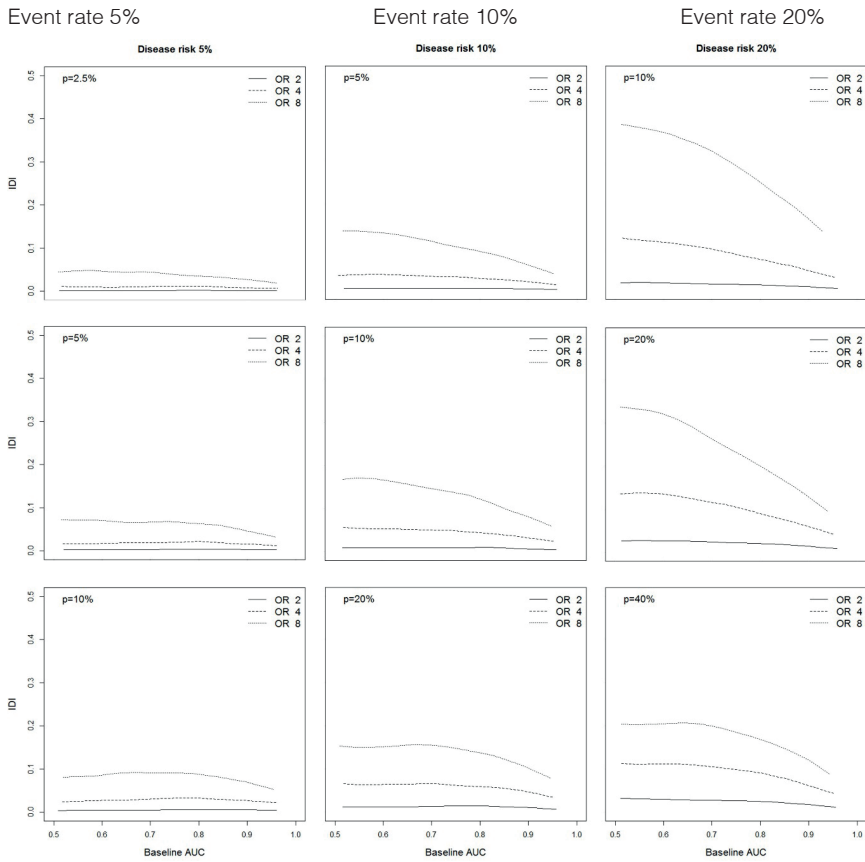 Event rate 5% Event rate 10% Event rate 20%
Disease risk 5% Disease risk 10% Disease risk 20%
p=2.5%
OR 2
OR 4
OR 8
p=5%
OR 2
OR 4
OR 8
p=10%
OR 2
OR 4
OR 8
IDI
0.0 0.1 0.2 0.3 0.4 0.5
p=5%
OR 2
OR 4
OR 8
p=10%
OR 2
OR 4
OR 8
p=20%
OR 2
OR 4
OR 8
IDI
0.0 0.1 0.2 0.3 0.4 0.5
p=10%
OR 2
OR 4
OR 8
p=20%
OR 2
OR 4
OR 8
p=40%
OR 2
OR 4
OR 8
IDI
0.0 0.1 0.2 0.3 0.4 0.5
0.5 0.6 0.7 0.8 0.9 1.0
0.5 0.6 0.7 0.8 0.9 1.0
0.5 0.6 0.7 0.8 0.9 1.0
Baseline AUC Baseline AUC Baseline AUC